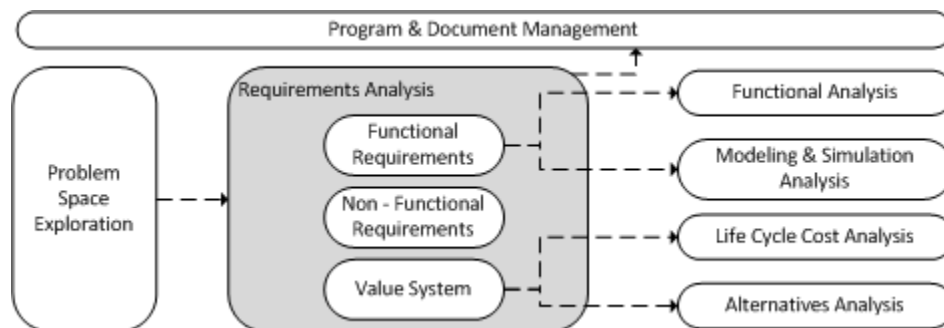 Program & Document Management
Problem
Space
Exploration
Requirements Analysis
Functional
Requirements
Non - Functional
Requirements
Value System
Functional Analysis
Modeling & Simulation
Analysis
Life Cycle Cost Analysis
Alternatives Analysis